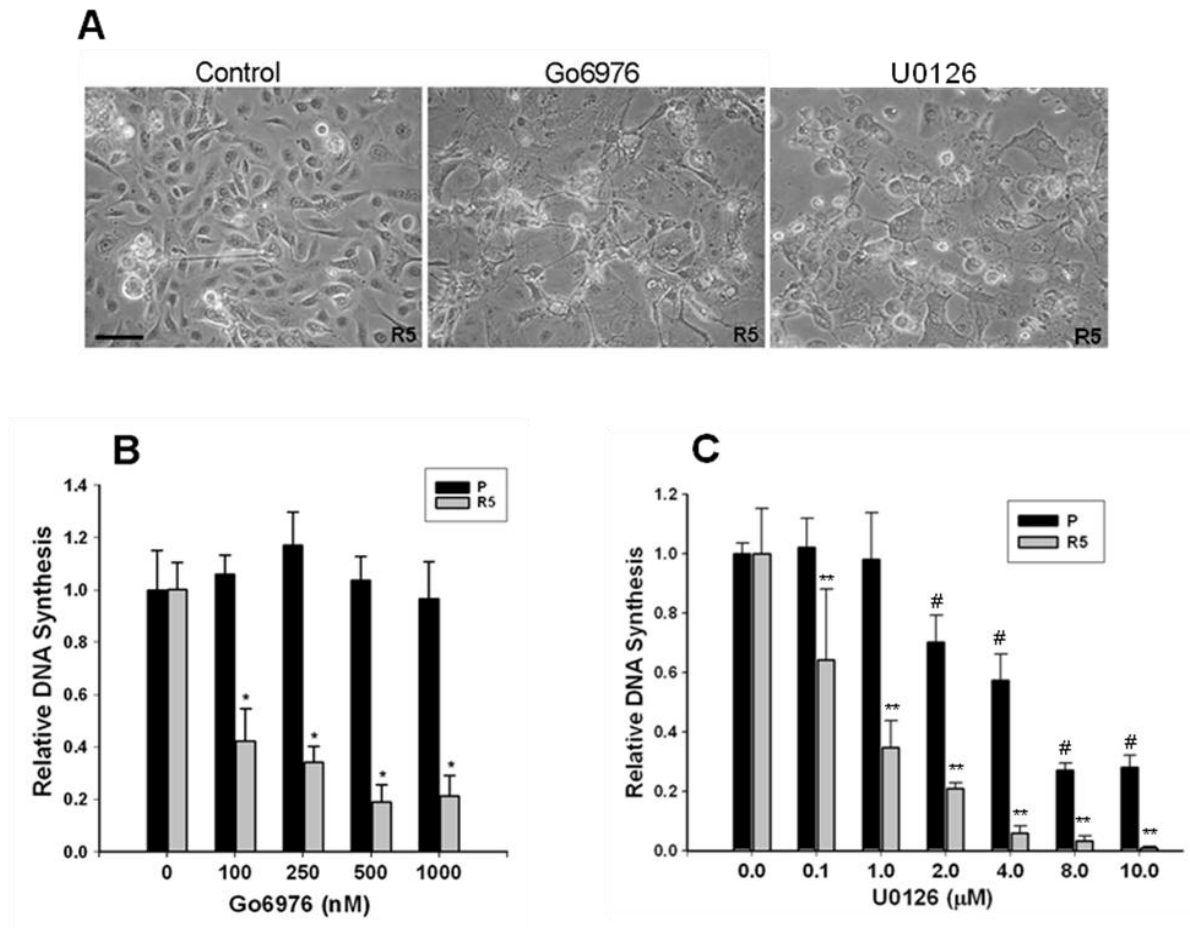 A
Control
Go6976
U0126
R5
R5
R5
B
P
R5
Relative DNA Synthesis
1.4
1.2
1.0
0.8
0.6
0.4
0.2
0.0
*
*
*
*
0 100 250 500 1000
Go6976 (nM)
C
P
R5
Relative DNA Synthesis
1.2
1.0
0.8
0.6
0.4
0.2
0.0
**
**
#
**
#
**
#
**
#
**
0.0 0.1 1.0 2.0 4.0 8.0 10.0
U0126 (μM)